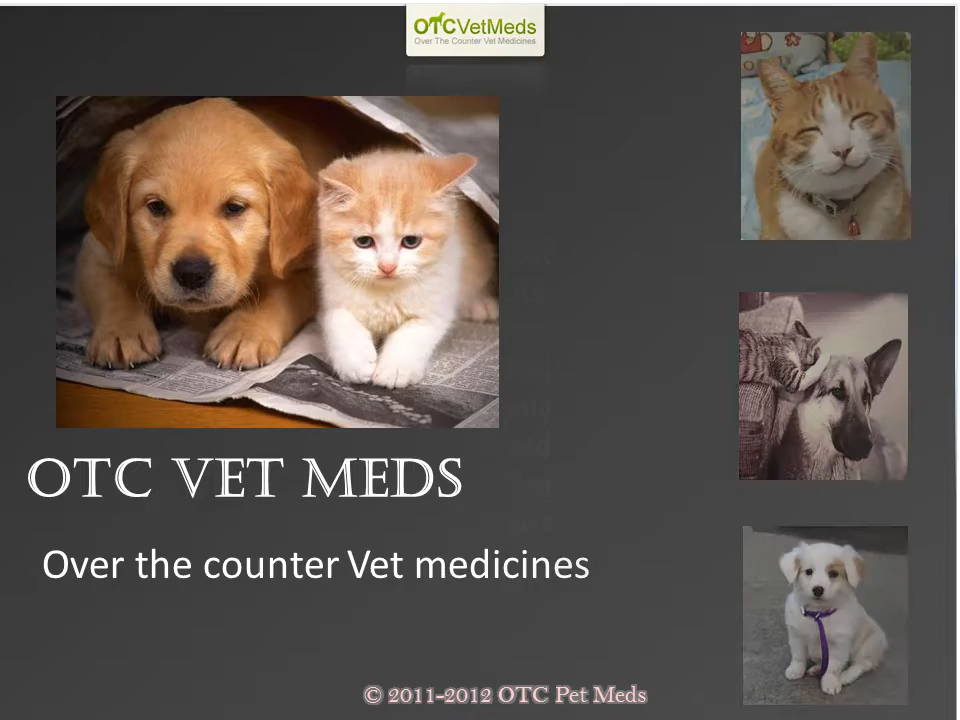 OTCVetMeds
Over The Counter Vet Medicines
OTC VET MEDS
Over the counter Vet medicines
© 2011-2012 OTC Pet Meds